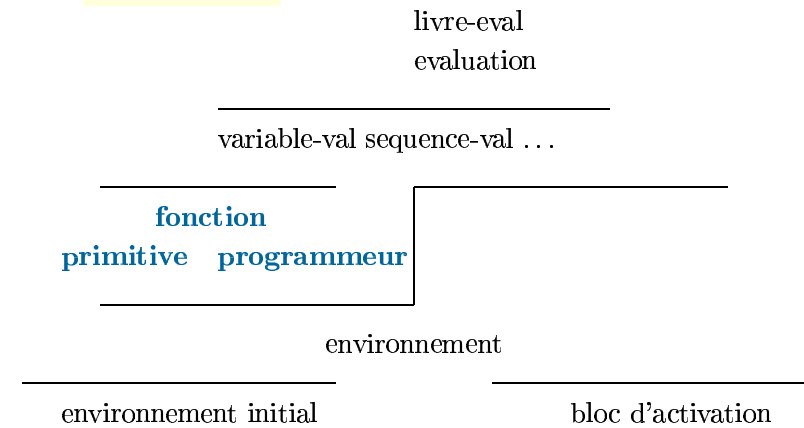 livre-eval
evaluation
variable-val sequence-val ...
fonction
primitive programmeur
environnement
environnement initial bloc d'activation